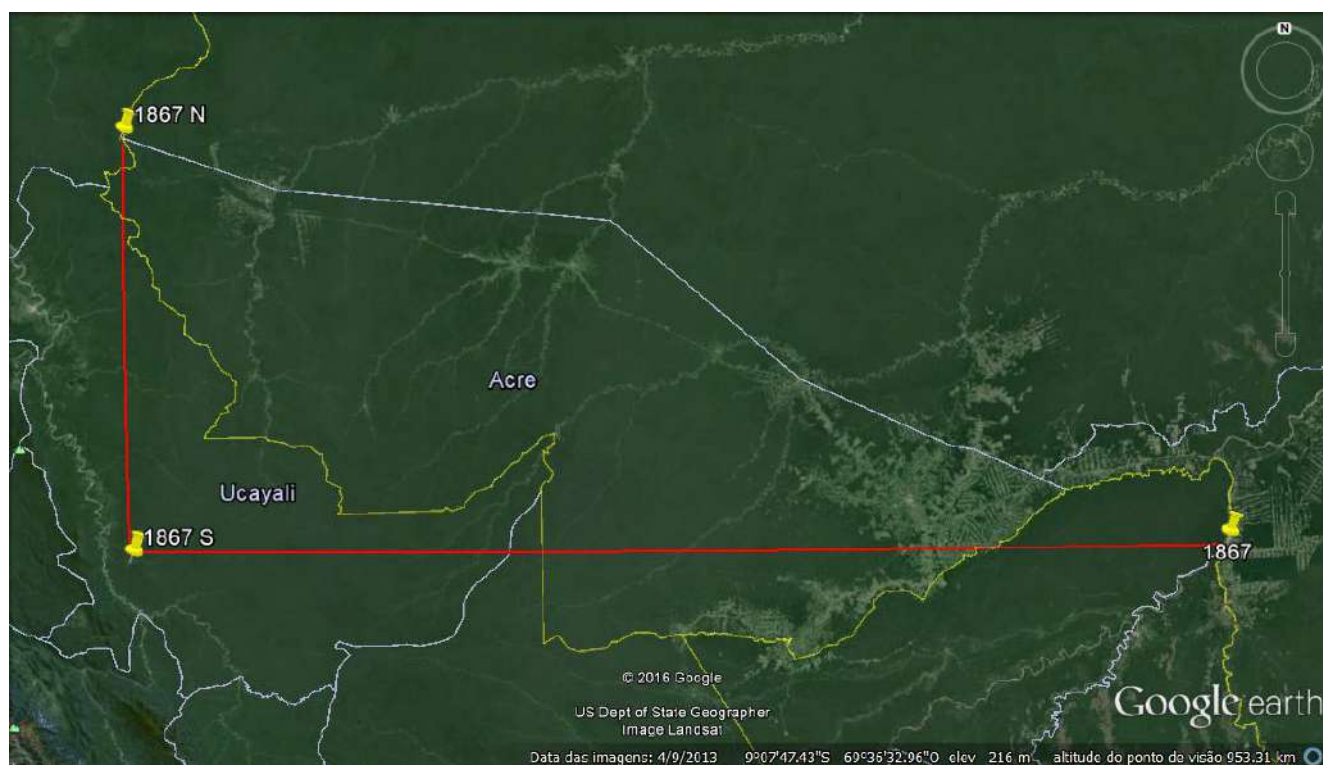 N
1867 N
Acre
Ucayali
1867 S
1867
© 2016 Google
US Dept of State Geographer
Image Landsat
Google earth
Data das imagens: 4/9/2013 9°07'47.43"S 69°36'32.96"O elev 216 m altitude do ponto de visão 953.31 km